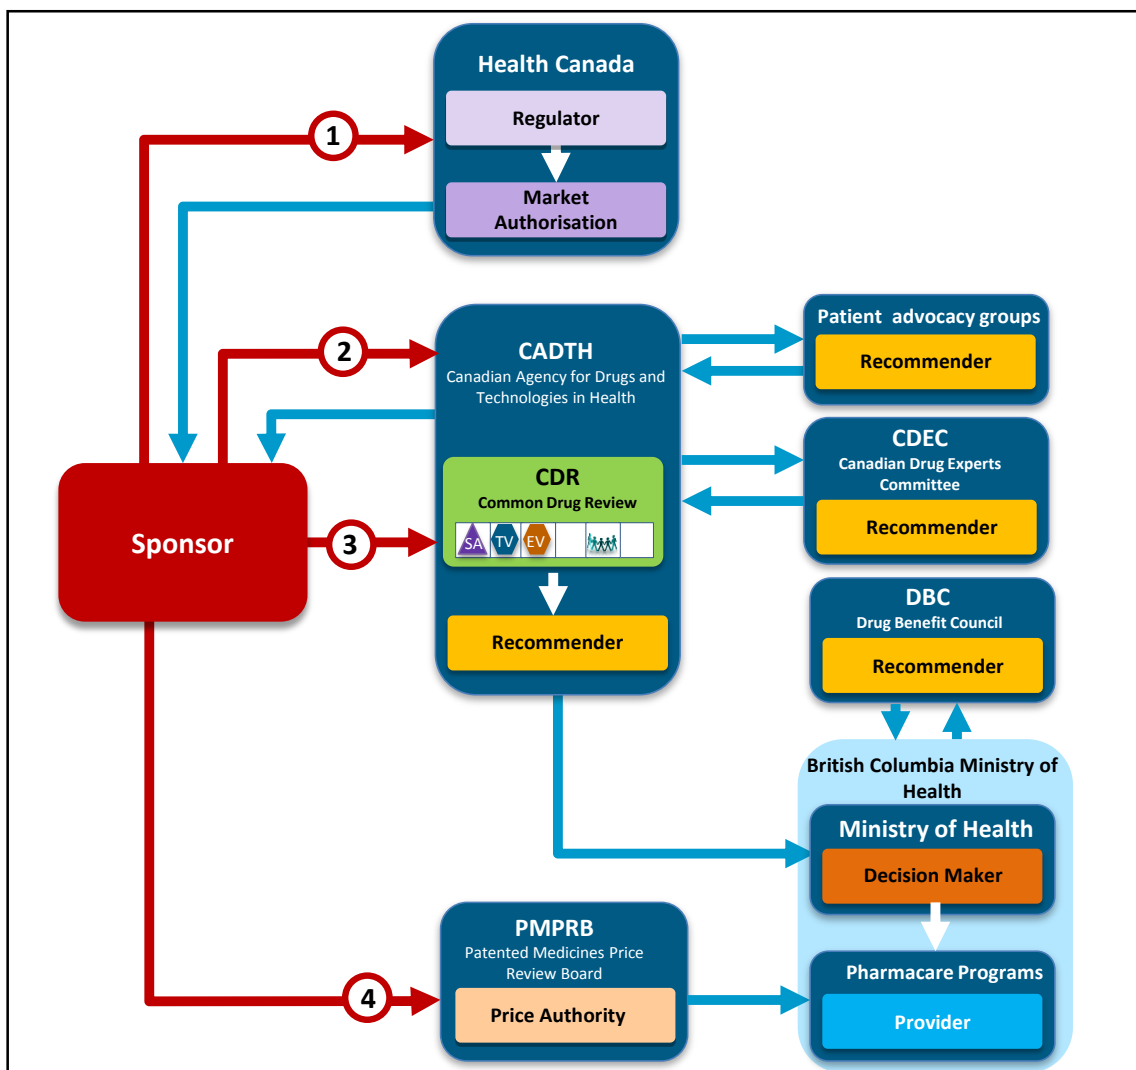 Health Canada
Regulator
Market
Authorisation
1
2
CADTH
Canadian Agency for Drugs and
Technologies in Health
CDR
Common Drug Review
SA TV EV
Recommender
Patient advocacy groups
Recommender
CDEC
Canadian Drug Experts
Committee
Recommender
Sponsor
3
DBC
Drug Benefit Council
Recommender
British Columbia Ministry of
Health
Ministry of Health
Decision Maker
Pharmacare Programs
Provider
PMPRB
Patented Medicines Price
Review Board
Price Authority
4